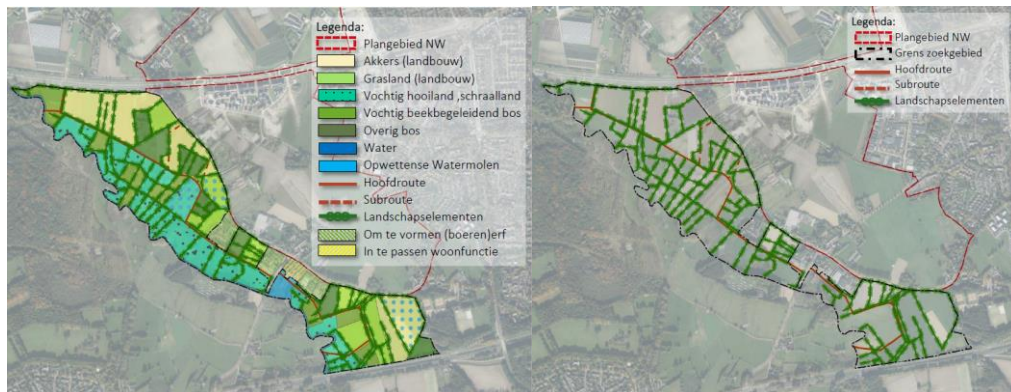 Legenda:
Plangebied NW
Akkers (landbouw)
Grasland (landbouw)
Vochtig hooiland ,schraalland
Vochtig beekbegeleidend bos
Overig bos
Water
Opwettense Watermolen
Hoofdroute
Subroute
Landschapselementen
Om te vormen (boeren)erf
In te passen woonfunctie
Legenda:
Plangebied NW
Grens zoekgebied
Hoofdroute
Subroute
Landschapselementen